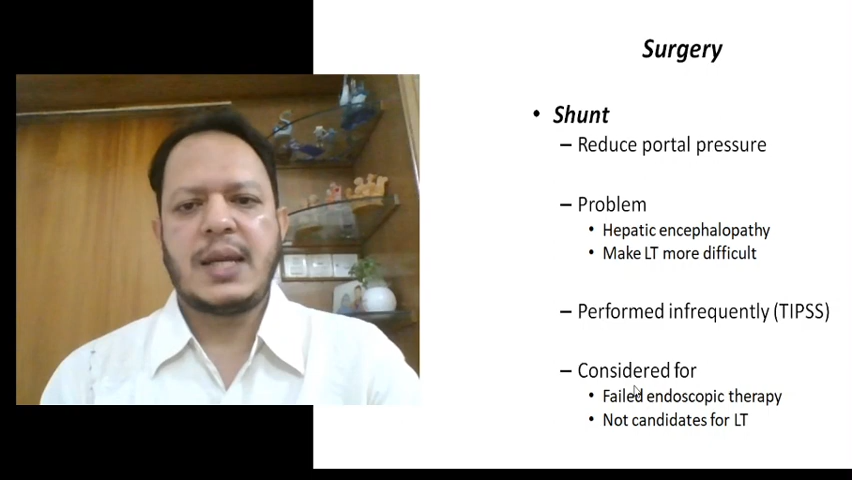 Surgery
• Shunt
– Reduce portal pressure
– Problem
• Hepatic encephalopathy
• Make LT more difficult
– Performed infrequently (TIPSS)
– Considered for
• Failed endoscopic therapy
• Not candidates for LT